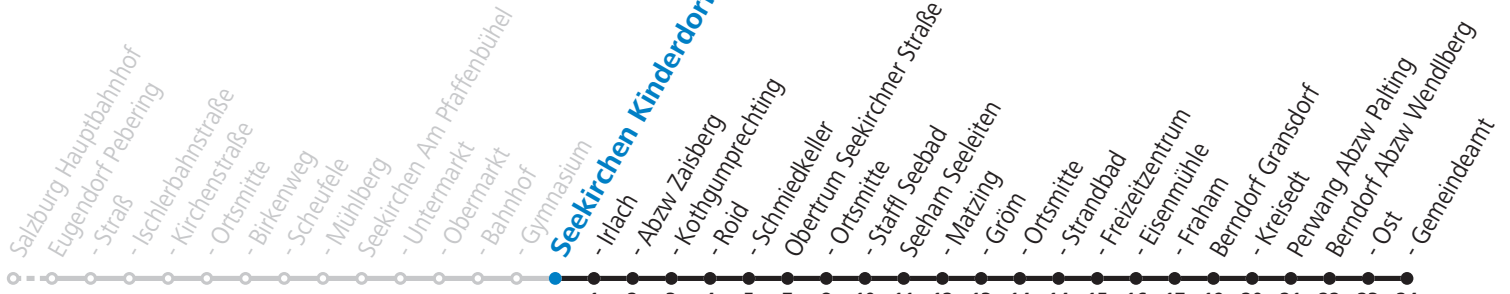 Salzburg Hauptbahnhof
Eugendorf Pebering
- Straß
- Ischlerbahnstraße
- Kirchenstraße
- Ortsmitte
- Birkenweg
- Scheufele
- Mühlberg
Seekirchen Am Pfaffenbühel
- Untermarkt
- Obermarkt
- Bahnhof
- Gymnasium
Seekirchen Kinderdorf
- Irlach
- Abzw Zaisberg
- Kothgumprechting
- Roid
- Schmiedkeller
Obertrum Seekirchner Straße
- Ortsmitte
- Staffl Seebad
Seeham Seeleiten
- Matzing
- Gröm
- Ortsmitte
- Strandbad
- Freizeitzentrum
- Eisenmühle
- Fraham
Berndorf Gransdorf
- Kreisedt
Perwang Abzw Palting
Berndorf Abzw Wendlberg
- Ost
- Gemeindeamt